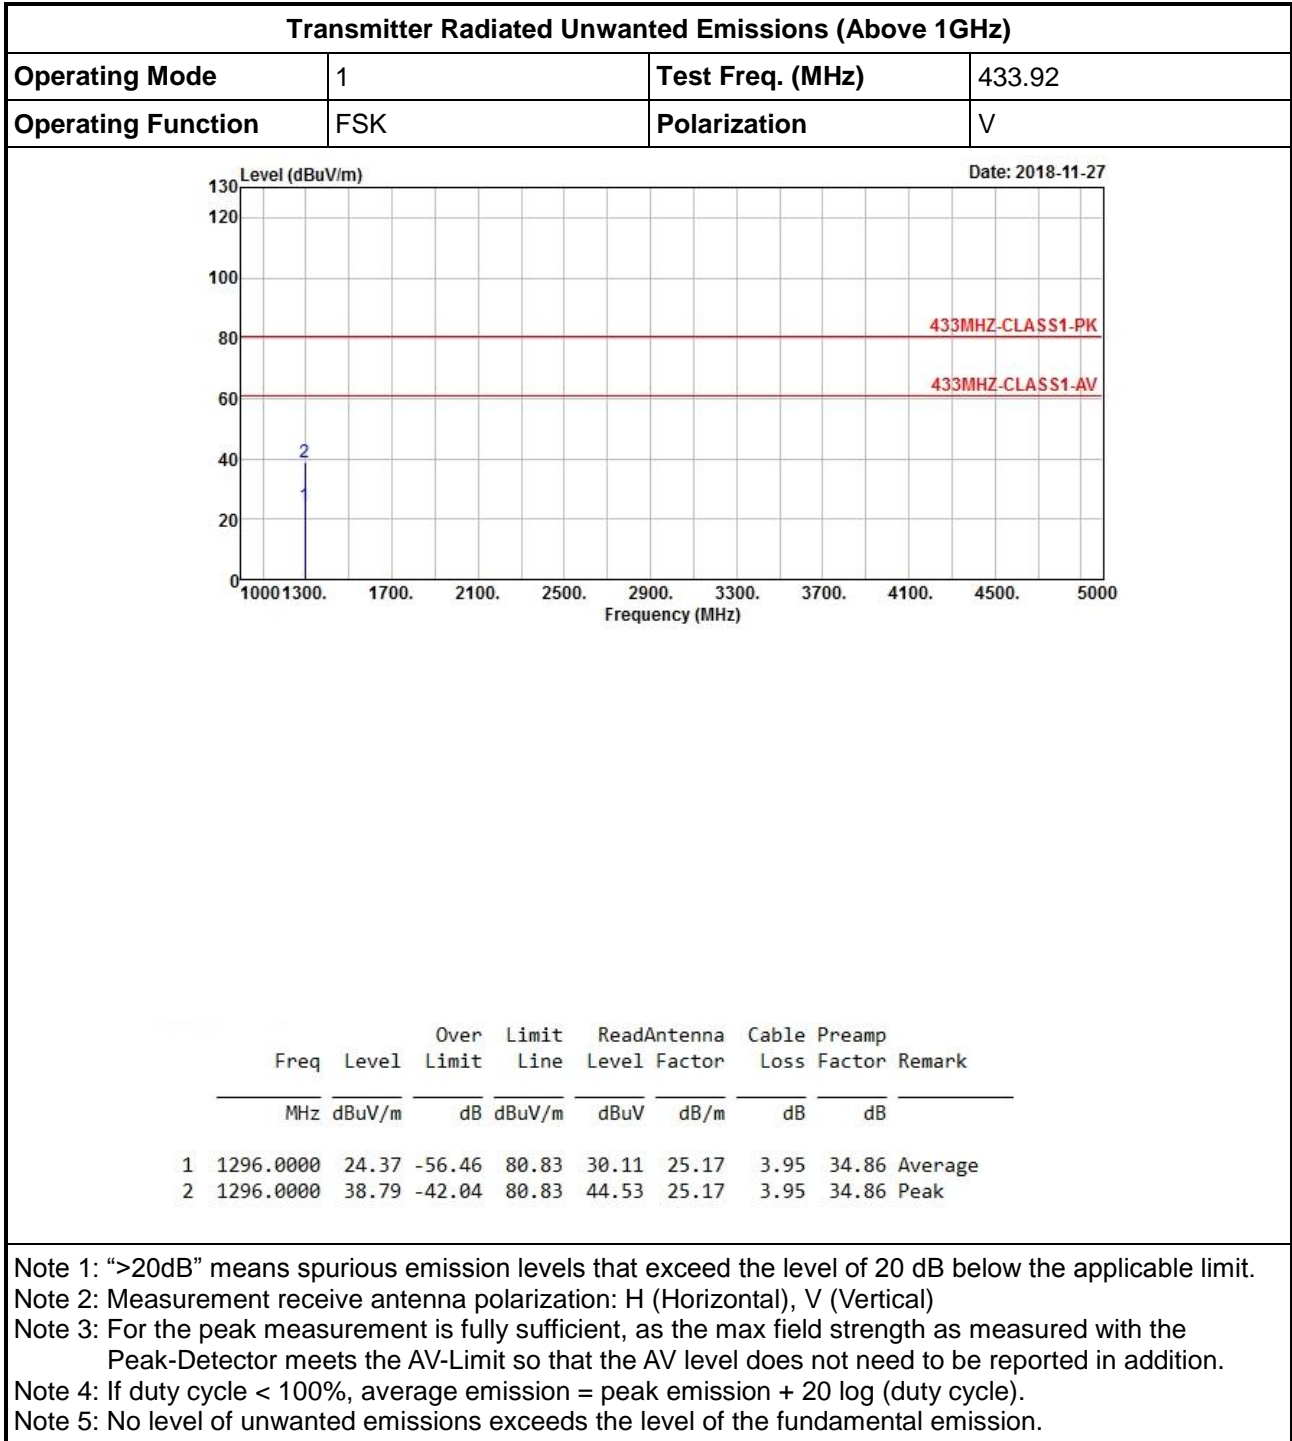 Transmitter Radiated Unwanted Emissions (Above 1GHz)
Operating Mode 1 Test Freq. (MHz) 433.92
Operating Function FSK Polarization V
Level (dBuV/m) Date: 2018-11-27
130
120
100
433MHZ-CLASS1-PK
80
433MHZ-CLASS1-AV
60
2
40
1
20
0
1000 1300. 1700. 2100. 2500. 2900. 3300. 3700. 4100. 4500. 5000
Frequency (MHz)
Over Limit ReadAntenna Cable Preamp
Freq Level Limit Line Level Factor Loss Factor Remark
MHz dBuV/m dB dBuV/m dBuV dB/m dB dB
1 1296.0000 24.37 -56.46 80.83 30.11 25.17 3.95 34.86 Average
2 1296.0000 38.79 -42.04 80.83 44.53 25.17 3.95 34.86 Peak
Note 1: “>20dB” means spurious emission levels that exceed the level of 20 dB below the applicable limit.
Note 2: Measurement receive antenna polarization: H (Horizontal), V (Vertical)
Note 3: For the peak measurement is fully sufficient, as the max field strength as measured with the
Peak-Detector meets the AV-Limit so that the AV level does not need to be reported in addition.
Note 4: If duty cycle < 100%, average emission = peak emission + 20 log (duty cycle).
Note 5: No level of unwanted emissions exceeds the level of the fundamental emission.